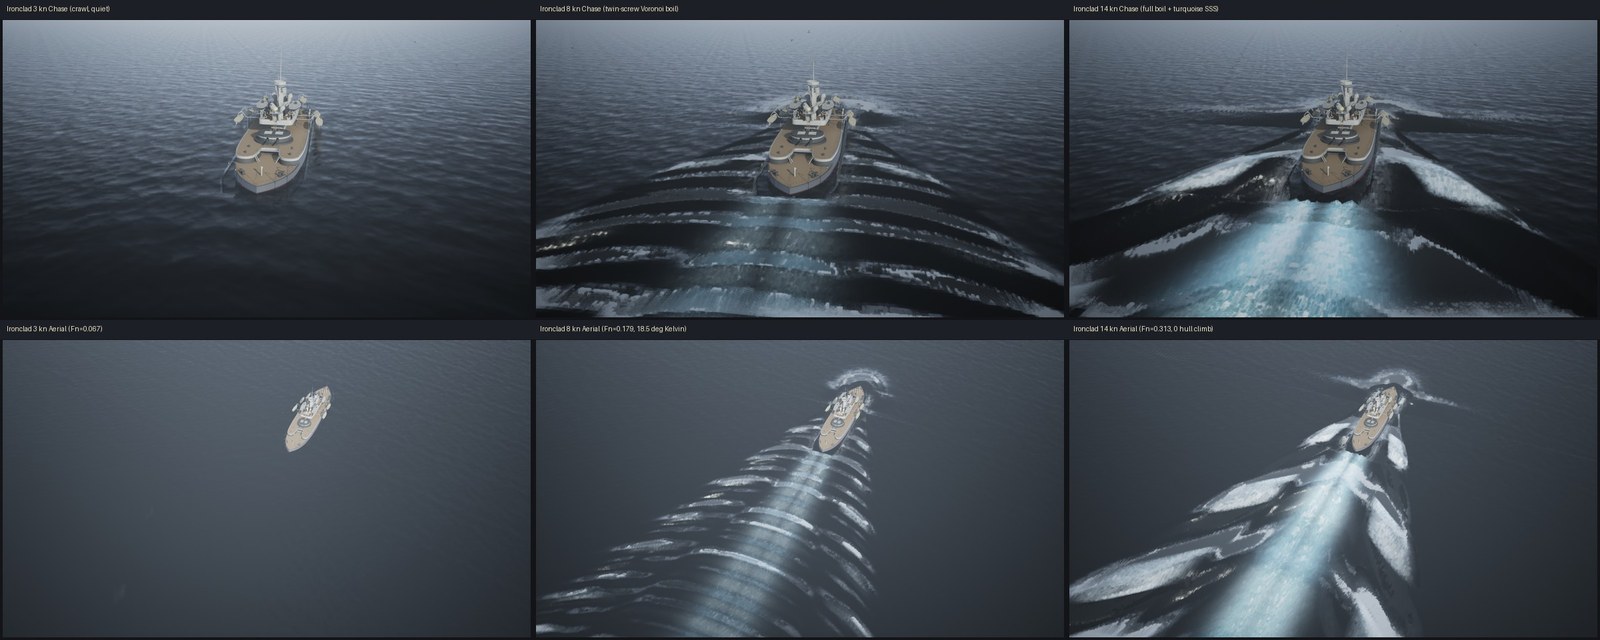 Ironclad 3 kn Chase (crawl, quiet)
Ironclad 8 kn Chase (twin-screw Voronoi boil)
Ironclad 14 kn Chase (full boil + turquoise SSS)
Ironclad 3 kn Aerial (Fn=0.067)
Ironclad 8 kn Aerial (Fn=0.179, 18.5 deg Kelvin)
Ironclad 14 kn Aerial (Fn=0.313, 0 hull climb)